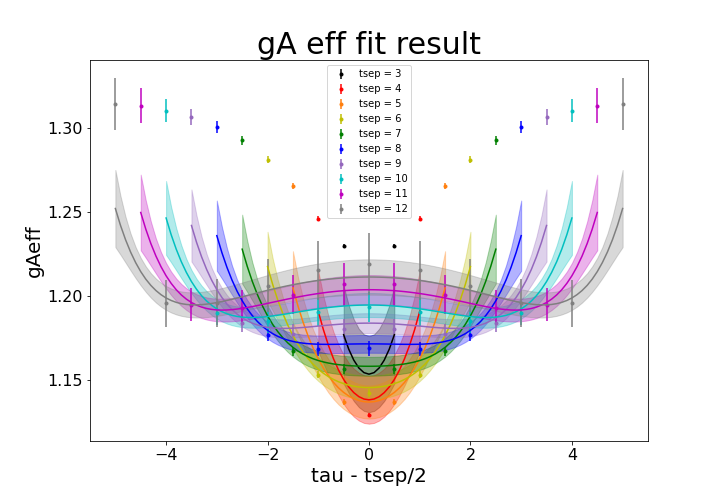 gA eff fit result
tsep = 3
tsep = 4
tsep = 5
tsep = 6
tsep = 7
tsep = 8
tsep = 9
tsep = 10
tsep = 11
tsep = 12
gAeff
1.30
1.25
1.20
1.15
−4 −2 0 2 4
tau - tsep/2